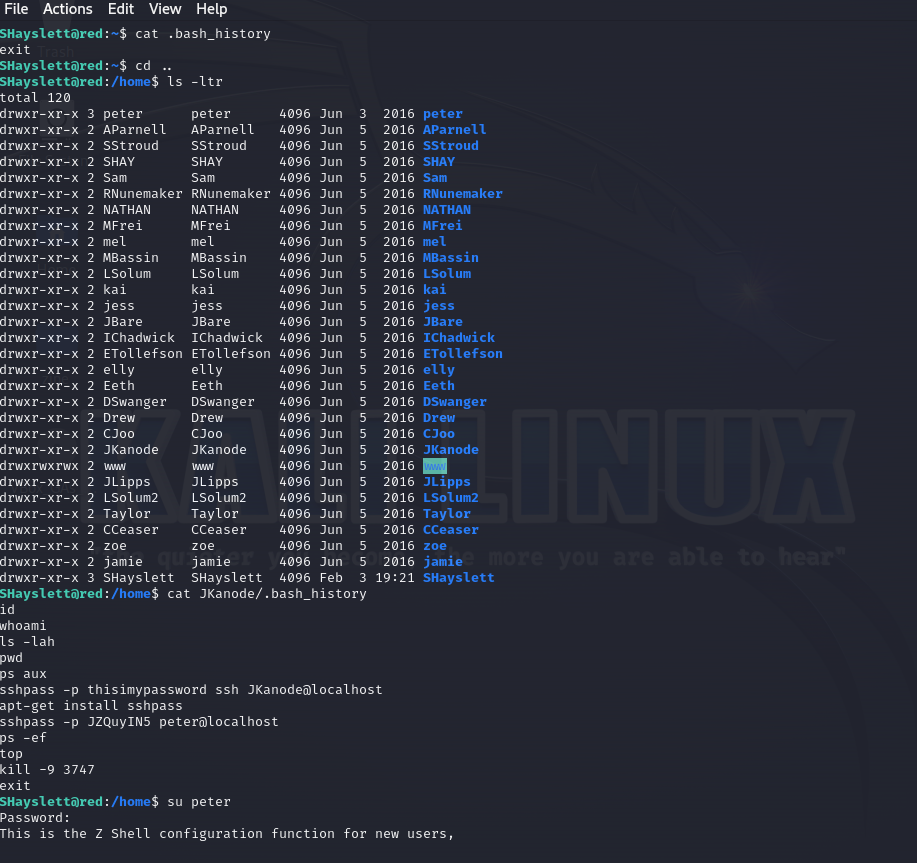 File Actions Edit View Help
SHayslett@red:~$ cat .bash_history
exit
SHayslett@red:~$ cd ..
SHayslett@red:/home$ ls -ltr
total 120
drwxr-xr-x 3 peter      peter      4096 Jun  3  2016 peter
drwxr-xr-x 2 AParnell   AParnell   4096 Jun  5  2016 AParnell
drwxr-xr-x 2 SStroud    SStroud    4096 Jun  5  2016 SStroud
drwxr-xr-x 2 SHAY       SHAY       4096 Jun  5  2016 SHAY
drwxr-xr-x 2 Sam        Sam        4096 Jun  5  2016 Sam
drwxr-xr-x 2 RNunemaker RNunemaker 4096 Jun  5  2016 RNunemaker
drwxr-xr-x 2 NATHAN     NATHAN     4096 Jun  5  2016 NATHAN
drwxr-xr-x 2 MFrei      MFrei      4096 Jun  5  2016 MFrei
drwxr-xr-x 2 mel        mel        4096 Jun  5  2016 mel
drwxr-xr-x 2 MBassin    MBassin    4096 Jun  5  2016 MBassin
drwxr-xr-x 2 LSolum     LSolum     4096 Jun  5  2016 LSolum
drwxr-xr-x 2 kai        kai        4096 Jun  5  2016 kai
drwxr-xr-x 2 jess       jess       4096 Jun  5  2016 jess
drwxr-xr-x 2 JBare      JBare      4096 Jun  5  2016 JBare
drwxr-xr-x 2 IChadwick  IChadwick  4096 Jun  5  2016 IChadwick
drwxr-xr-x 2 ETollefson ETollefson 4096 Jun  5  2016 ETollefson
drwxr-xr-x 2 elly       elly       4096 Jun  5  2016 elly
drwxr-xr-x 2 Eeth       Eeth       4096 Jun  5  2016 Eeth
drwxr-xr-x 2 DSwanger   DSwanger   4096 Jun  5  2016 DSwanger
drwxr-xr-x 2 Drew       Drew       4096 Jun  5  2016 Drew
drwxr-xr-x 2 CJoo       CJoo       4096 Jun  5  2016 CJoo
drwxr-xr-x 2 JKanode    JKanode    4096 Jun  5  2016 JKanode
drwxrwxrwx 2 www        www        4096 Jun  5  2016 www
drwxr-xr-x 2 JLipps     JLipps     4096 Jun  5  2016 JLipps
drwxr-xr-x 2 LSolum2    LSolum2    4096 Jun  5  2016 LSolum2
drwxr-xr-x 2 Taylor     Taylor     4096 Jun  5  2016 Taylor
drwxr-xr-x 2 CCeaser    CCeaser    4096 Jun  5  2016 CCeaser
drwxr-xr-x 2 zoe        zoe        4096 Jun  5  2016 zoe
drwxr-xr-x 2 jamie      jamie      4096 Jun  5  2016 jamie
drwxr-xr-x 3 SHayslett  SHayslett  4096 Feb  3 19:21 SHayslett
SHayslett@red:/home$ cat JKanode/.bash_history
id
whoami
ls -lah
pwd
ps aux
sshpass -p thisimypassword ssh JKanode@localhost
apt-get install sshpass
sshpass -p JZQuyIN5 peter@localhost
ps -ef
top
kill -9 3747
exit
SHayslett@red:/home$ su peter
Password:
This is the Z Shell configuration function for new users,
KALI LINUX
quieter you become, the more you are able to hear"
Trash